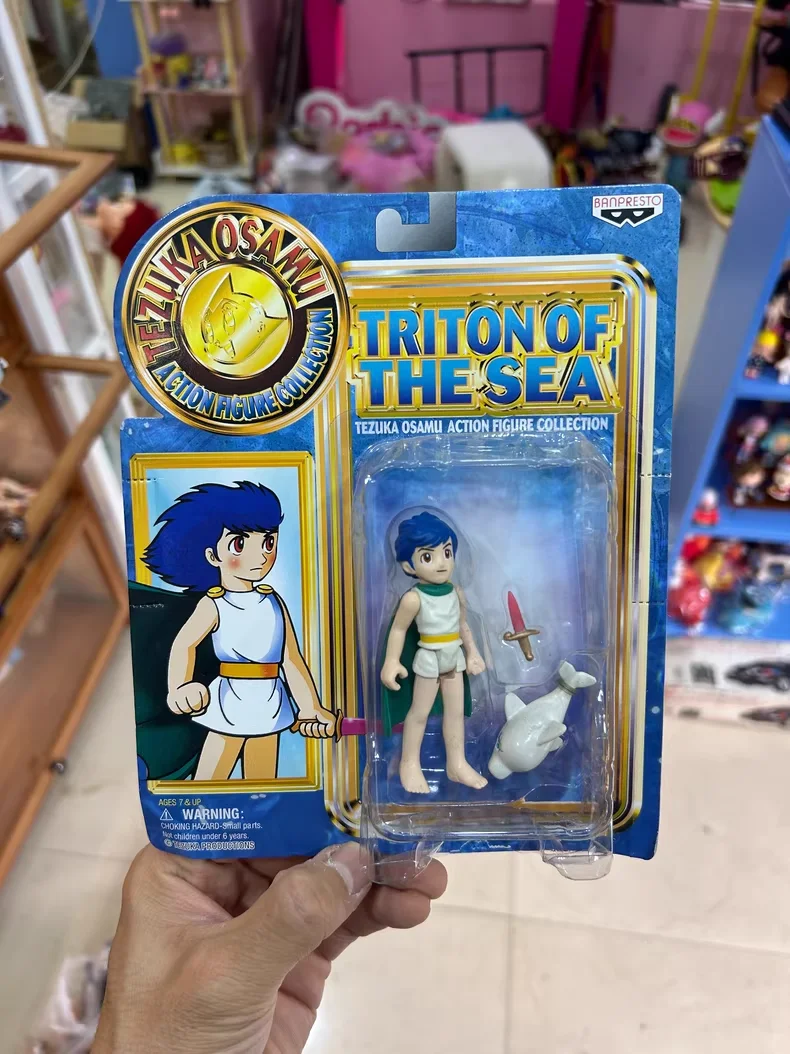 BANPRESTO
TEZUKA OSAMU
ACTION FIGURE COLLECTION
TRITON OF
THE SEA
TEZUKA OSAMU ACTION FIGURE COLLECTION
AGES 7 & UP
WARNING:
CHOKING HAZARD-Small parts.
Not children under 6 years.
© TEZUKA PRODUCTIONS